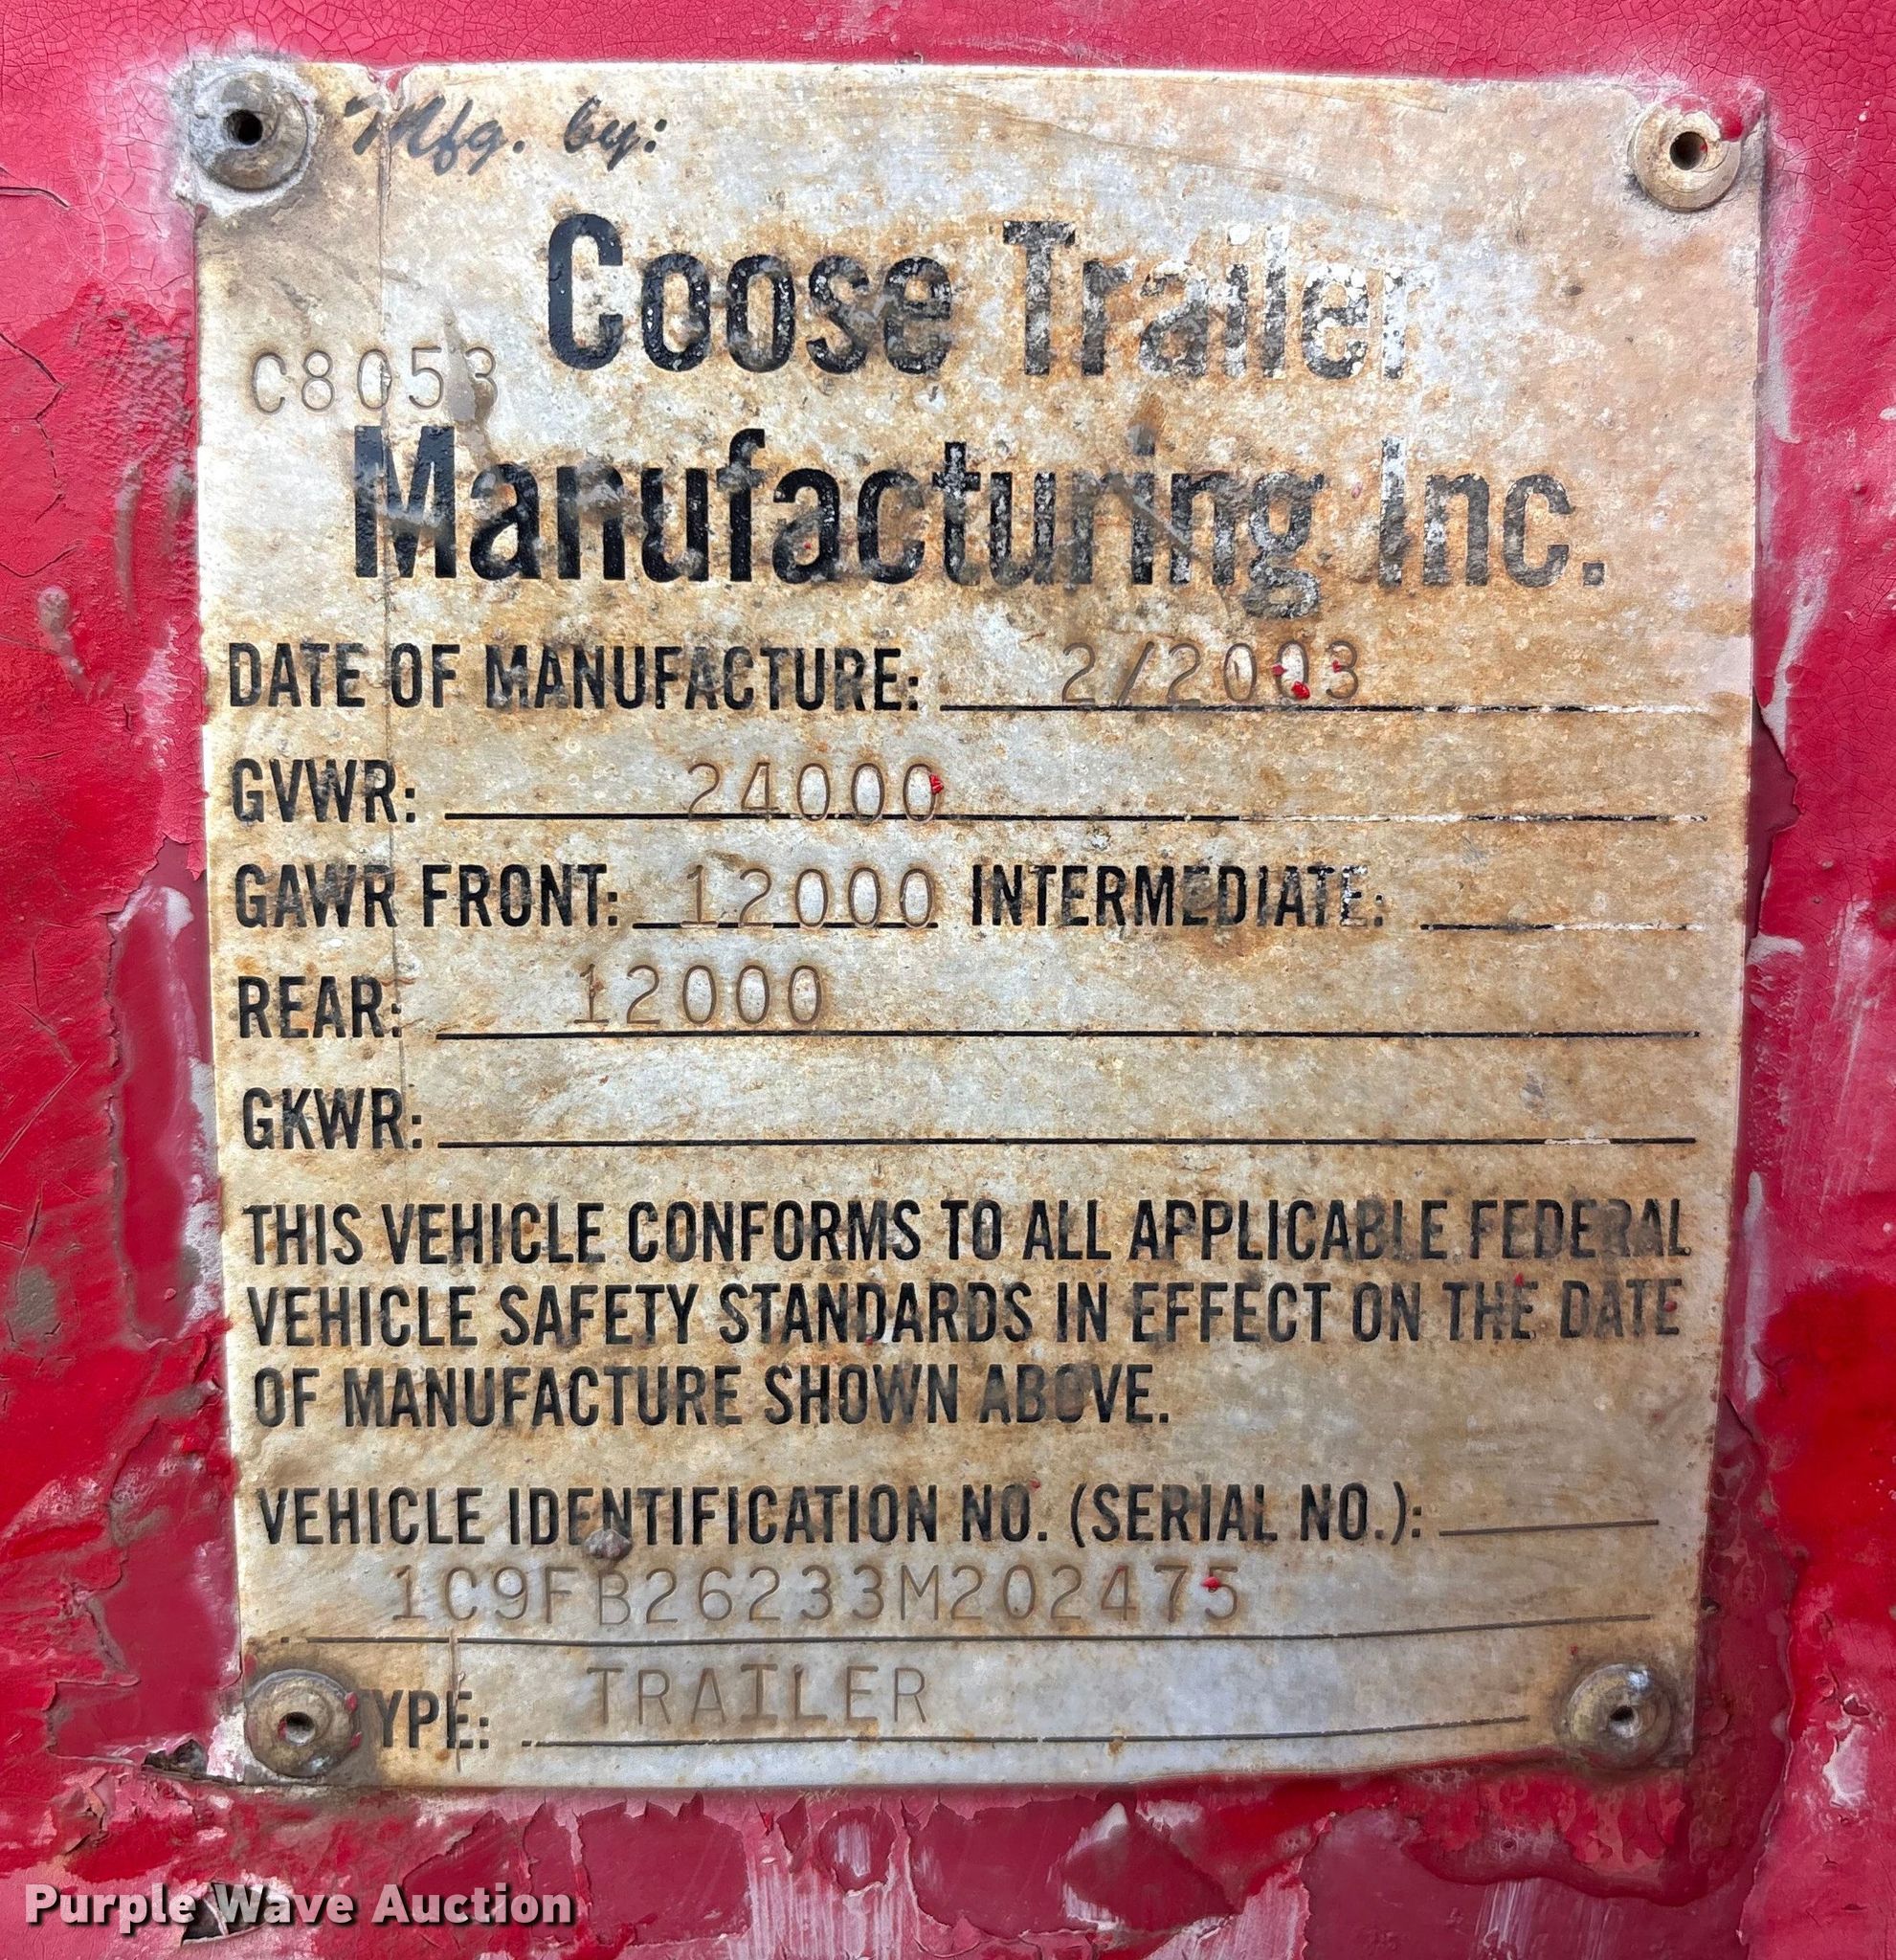 Mfg. by:
Coose Trailer
C8053
Manufacturing Inc.
DATE OF MANUFACTURE: 2/2003
GVWR: 24000
GAWR FRONT: 12000 INTERMEDIATE:
REAR: 12000
GKWR:
THIS VEHICLE CONFORMS TO ALL APPLICABLE FEDERAL
VEHICLE SAFETY STANDARDS IN EFFECT ON THE DATE
OF MANUFACTURE SHOWN ABOVE.
VEHICLE IDENTIFICATION NO. (SERIAL NO.):
1C9FB26233M202475
YPE: TRAILER
Purple Wave Auction